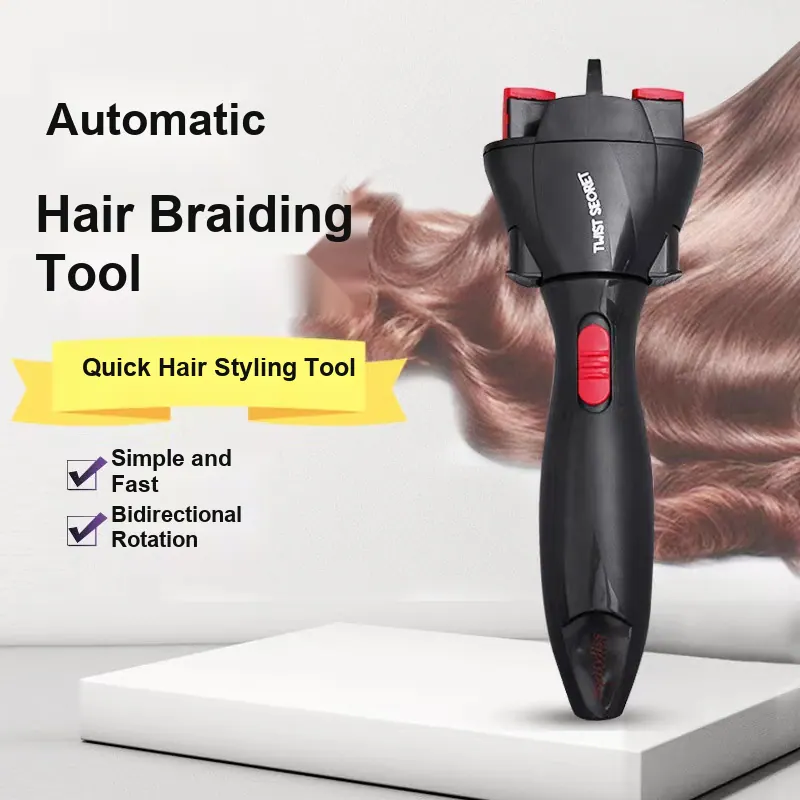 Automatic
Hair Braiding
Tool
Quick Hair Styling Tool
Simple and
Fast
Bidirectional
Rotation
TWIST SECRET